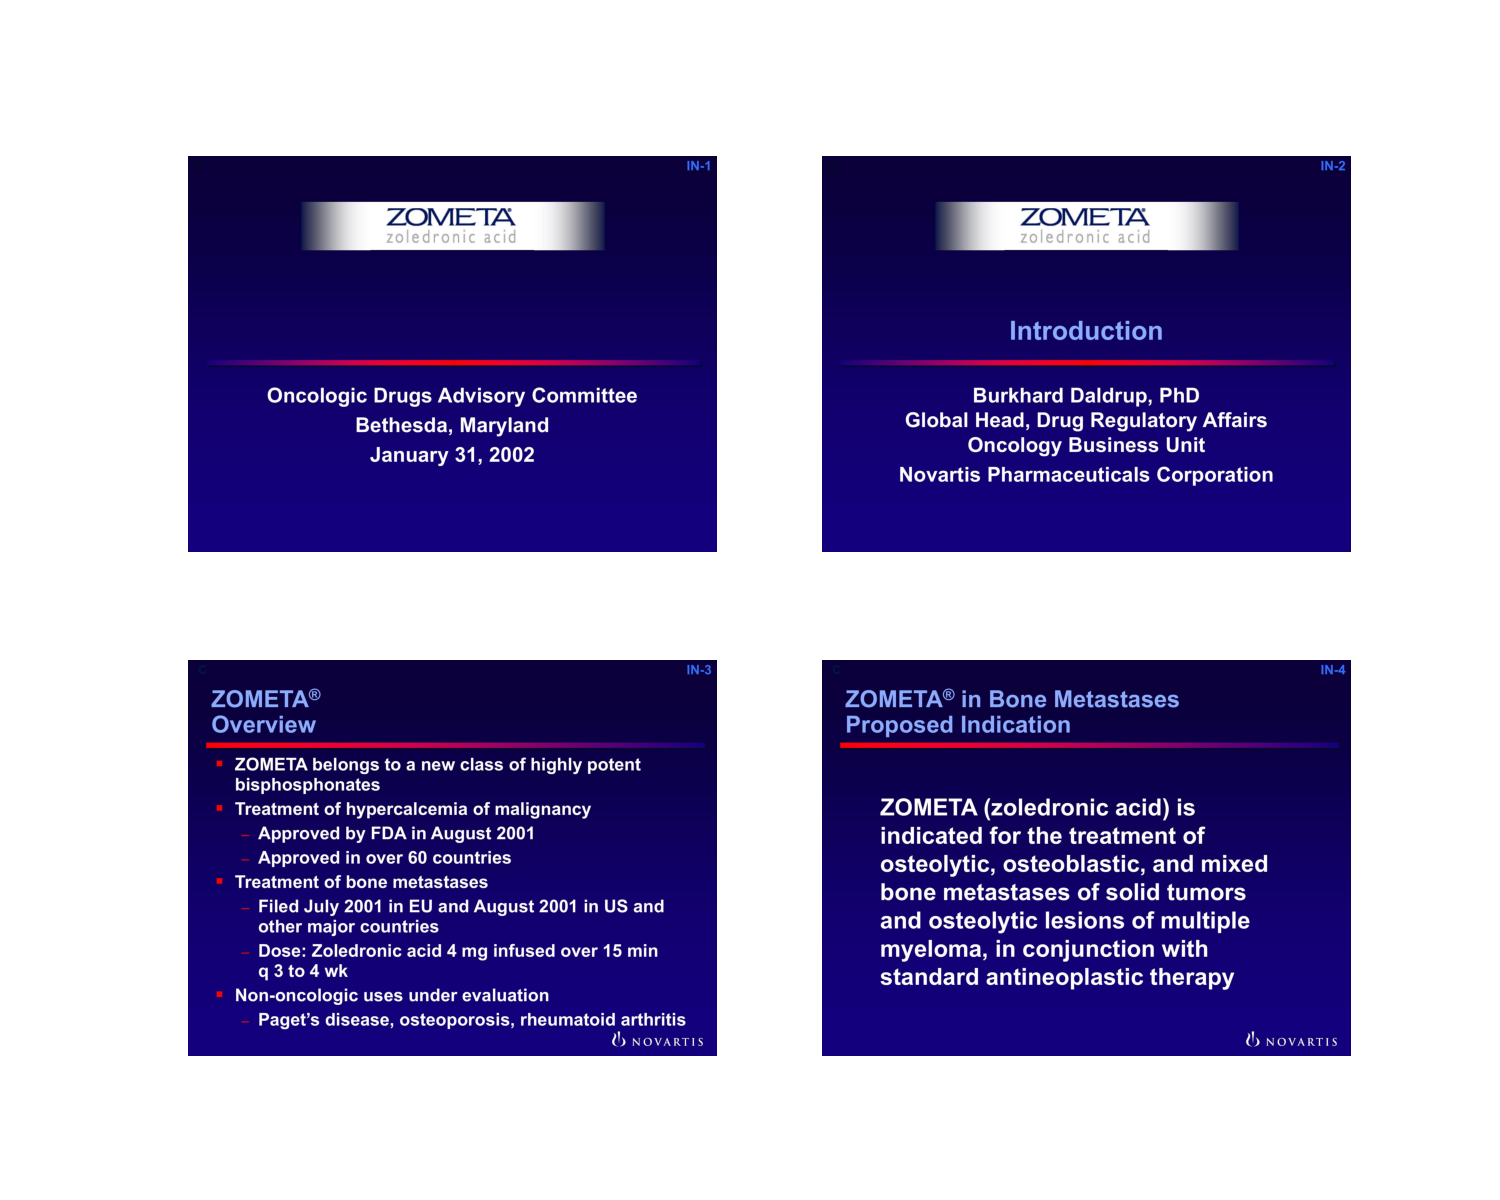 IN-1
ZOMETA®
zoledronic acid
Oncologic Drugs Advisory Committee
Bethesda, Maryland
January 31, 2002
IN-2
ZOMETA®
zoledronic acid
Introduction
Burkhard Daldrup, PhD
Global Head, Drug Regulatory Affairs
Oncology Business Unit
Novartis Pharmaceuticals Corporation
C
IN-3
ZOMETA®
Overview
▪ ZOMETA belongs to a new class of highly potent
bisphosphonates
▪ Treatment of hypercalcemia of malignancy
– Approved by FDA in August 2001
– Approved in over 60 countries
▪ Treatment of bone metastases
– Filed July 2001 in EU and August 2001 in US and
other major countries
– Dose: Zoledronic acid 4 mg infused over 15 min
q 3 to 4 wk
▪ Non-oncologic uses under evaluation
– Paget’s disease, osteoporosis, rheumatoid arthritis
NOVARTIS
C
IN-4
ZOMETA® in Bone Metastases
Proposed Indication
ZOMETA (zoledronic acid) is
indicated for the treatment of
osteolytic, osteoblastic, and mixed
bone metastases of solid tumors
and osteolytic lesions of multiple
myeloma, in conjunction with
standard antineoplastic therapy
NOVARTIS